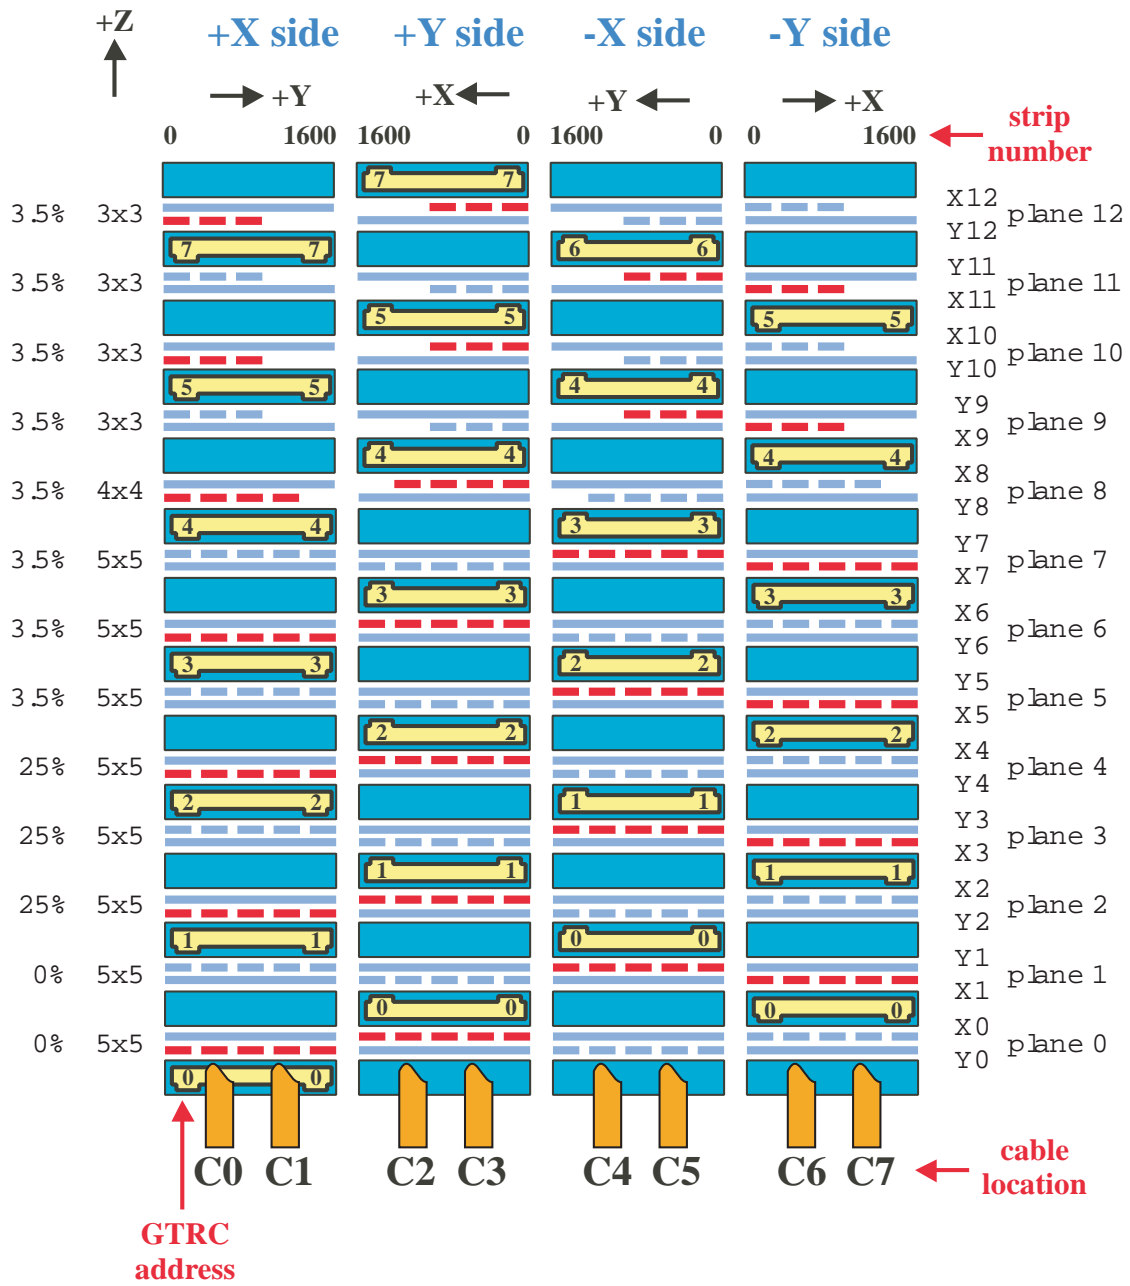 +Z +X side +Y side -X side -Y side
+Y +X +Y +X
0 1600 1600 0 1600 0 0 1600 strip number
7 7 X12
3.5% 3x3 plane 12
7 7 6 6 Y12
Y11
3.5% 3x3 plane 11
5 5 5 5 X11
X10
3.5% 3x3 plane 10
5 5 4 4 Y10
Y9
3.5% 3x3 plane 9
4 4 4 4 X9
X8
3.5% 4x4 plane 8
4 4 3 3 Y8
Y7
3.5% 5x5 plane 7
3 3 3 3 X7
X6
3.5% 5x5 plane 6
3 3 2 2 Y6
Y5
3.5% 5x5 plane 5
2 2 2 2 X5
X4
25% 5x5 plane 4
2 2 1 1 Y4
Y3
25% 5x5 plane 3
1 1 1 1 X3
X2
25% 5x5 plane 2
1 1 0 0 Y2
Y1
0% 5x5 plane 1
0 0 0 0 X1
X0
0% 5x5 plane 0
0 0 Y0
C0 C1 C2 C3 C4 C5 C6 C7 cable location
GTRC
address